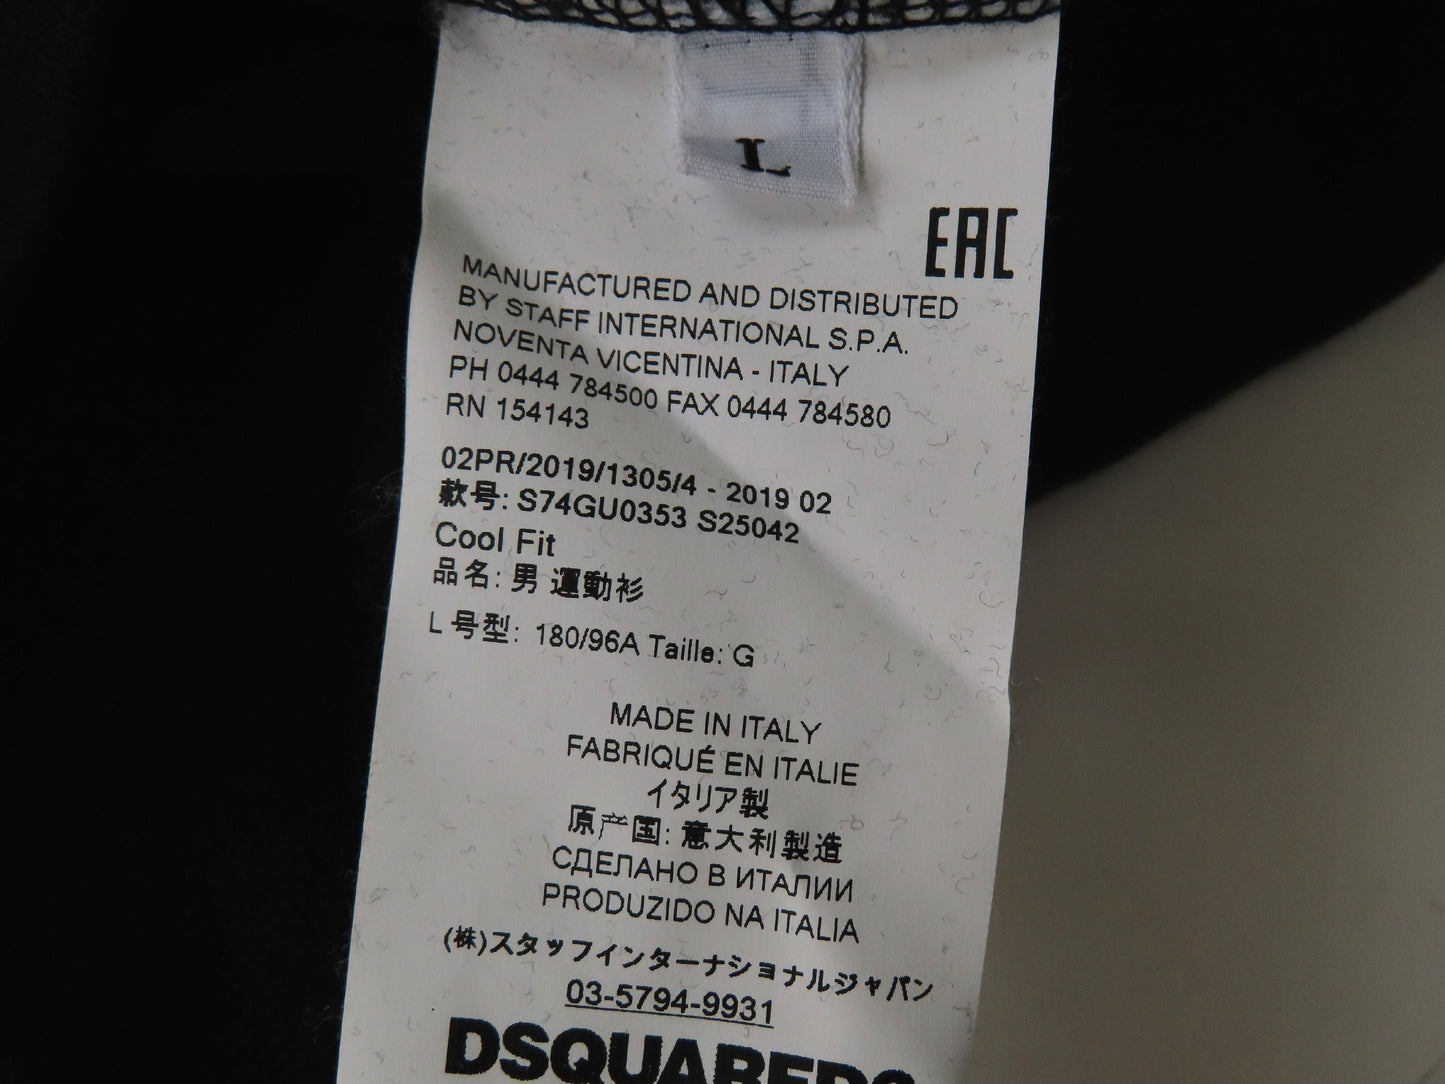 L
EAC
MANUFACTURED AND DISTRIBUTED
BY STAFF INTERNATIONAL S.P.A.
NOVENTA VICENTINA - ITALY
PH 0444 784500 FAX 0444 784580
RN 154143
02PR/2019/1305/4 - 2019 02
款号: S74GU0353 S25042
Cool Fit
品名: 男 運動衫
L 号型: 180/96A Taille: G
MADE IN ITALY
FABRIQUÉ EN ITALIE
イタリア製
原产国: 意大利製造
СДЕЛАНО В ИТАЛИИ
PRODUZIDO NA ITALIA
(株)スタッフインターナショナルジャパン
03-5794-9931
DSQUARED2